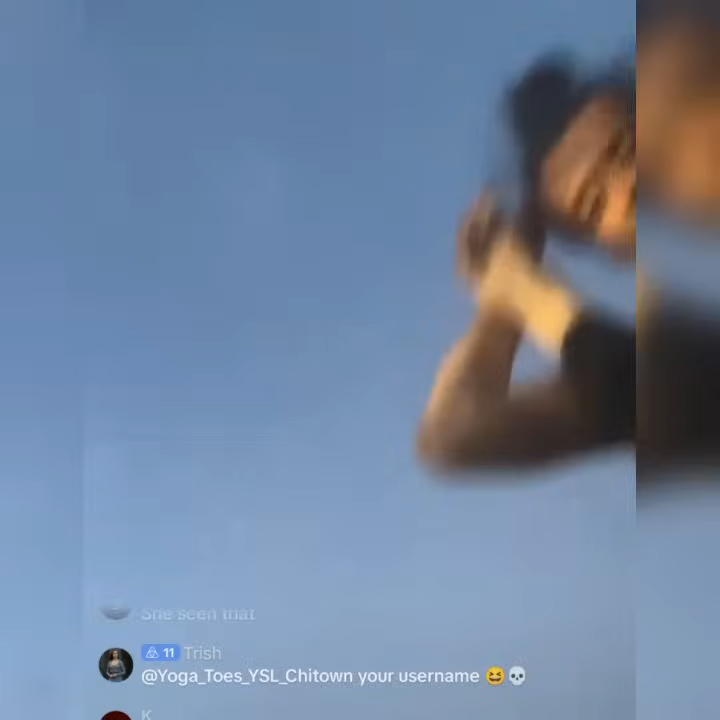 She seen that
11 Trish
@Yoga_Toes_YSL_Chitown your username 😆💀
K